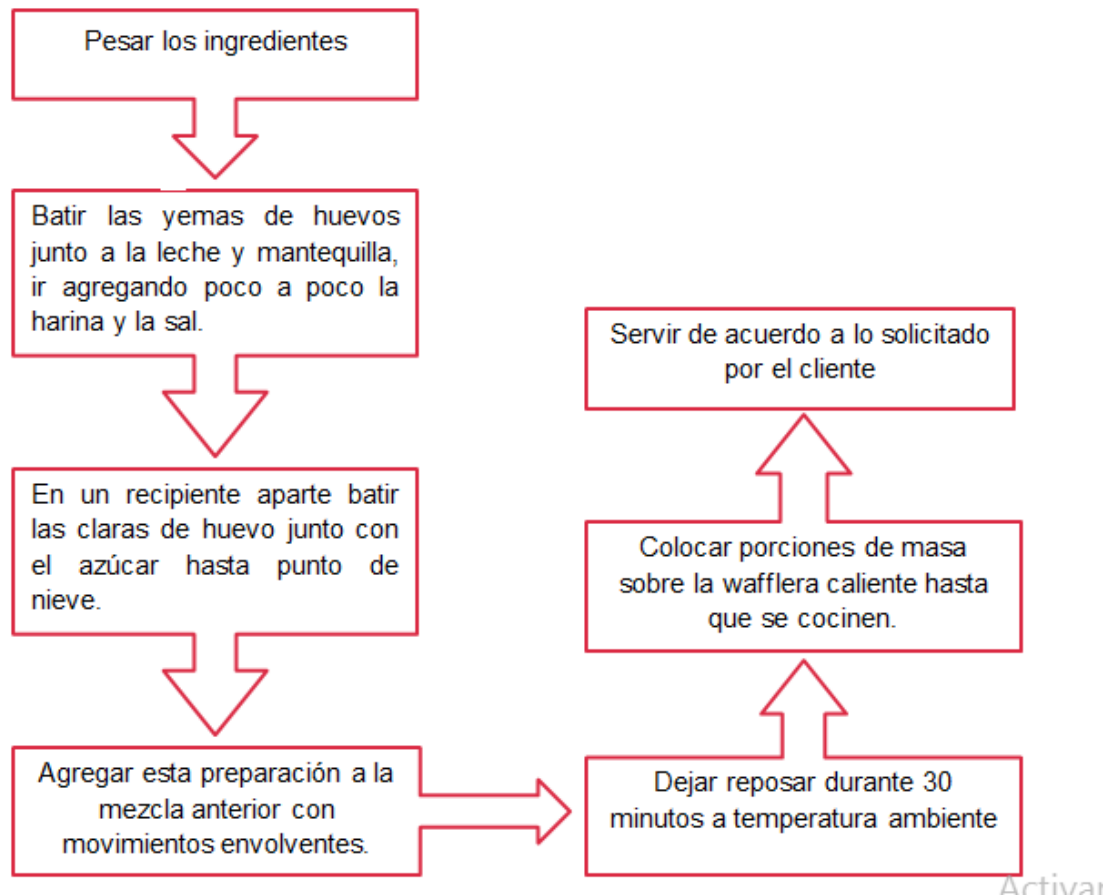 Pesar los ingredientes
Batir las yemas de huevos
junto a la leche y mantequilla,
ir agregando poco a poco la
harina y la sal.
En un recipiente aparte batir
las claras de huevo junto con
el azúcar hasta punto de
nieve.
Agregar esta preparación a la
mezcla anterior con
movimientos envolventes.
Dejar reposar durante 30
minutos a temperatura ambiente
Colocar porciones de masa
sobre la wafflera caliente hasta
que se cocinen.
Servir de acuerdo a lo solicitado
por el cliente
Activar